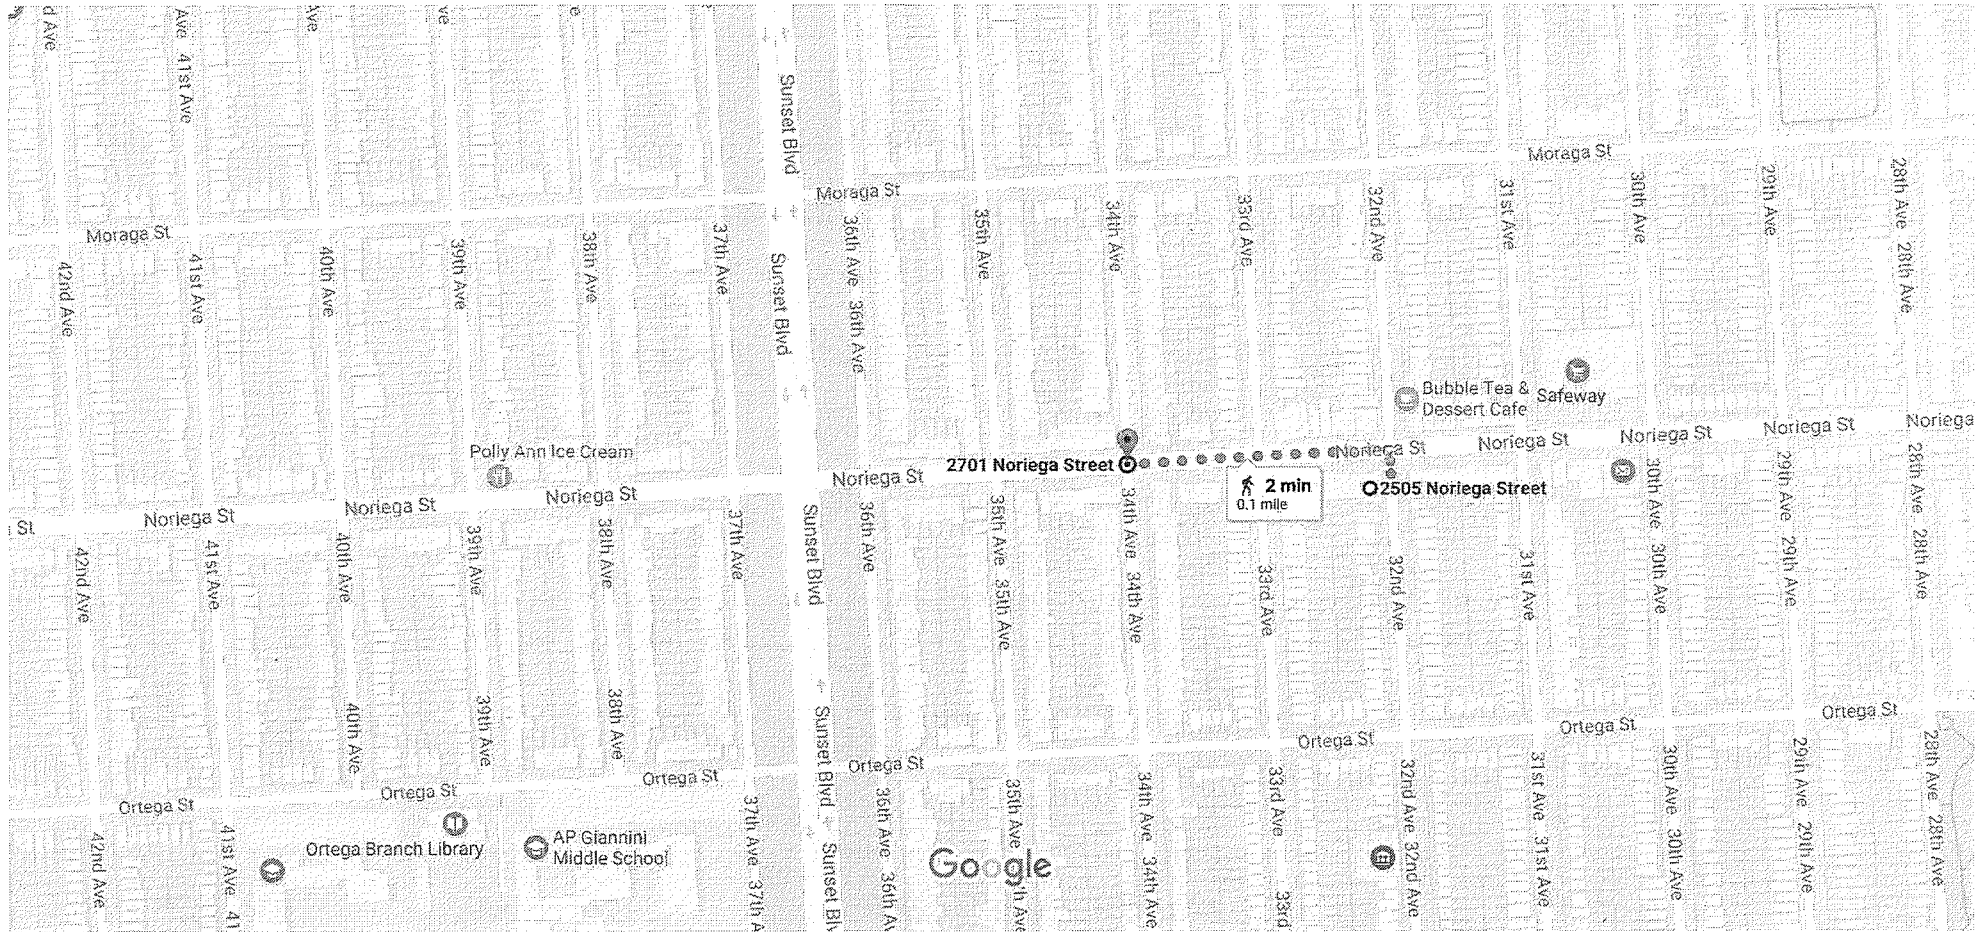 d Ave
Ave
41st Ave
Ave
ve
e
Sunset Blvd
Moraga St
Moraga St
Moraga St
42nd Ave
41st Ave
40th Ave
39th Ave
38th Ave
37th Ave
Sunset Blvd
36th Ave
36th Ave
35th Ave
34th Ave
33rd Ave
32nd Ave
31st Ave
30th Ave
29th Ave
28th Ave
28th Ave
Bubble Tea &
Dessert Cafe
Safeway
Polly Ann Ice Cream
St
Noriega St
Noriega St
Noriega St
Noriega St
2701 Noriega Street
Noriega St
Noriega St
Noriega St
Noriega St
Noriega
2 min
0.1 mile
2505 Noriega Street
42nd Ave
41st Ave
40th Ave
39th Ave
38th Ave
37th Ave
Sunset Blvd
36th Ave
35th Ave
35th Ave
34th Ave
34th Ave
33rd Ave
32nd Ave
31st Ave
30th Ave
30th Ave
29th Ave
29th Ave
28th Ave
28th Ave
40th Ave
39th Ave
38th Ave
Sunset Blvd
Ortega St
Ortega St
Ortega St
Ortega St
Ortega St
Ortega St
Ortega St
42nd Ave
41st Ave
41
Ortega Branch Library
AP Giannini
Middle School
37th Ave
37th A
Sunset Blv
36th Ave
36th Av
35th Ave
th Ave
34th Ave
34th Ave
33rd Ave
33rd
32nd Ave
32nd Ave
31st Ave
31st Ave
30th Ave
30th Ave
29th Ave
29th Ave
28th Ave
28th Ave
Google